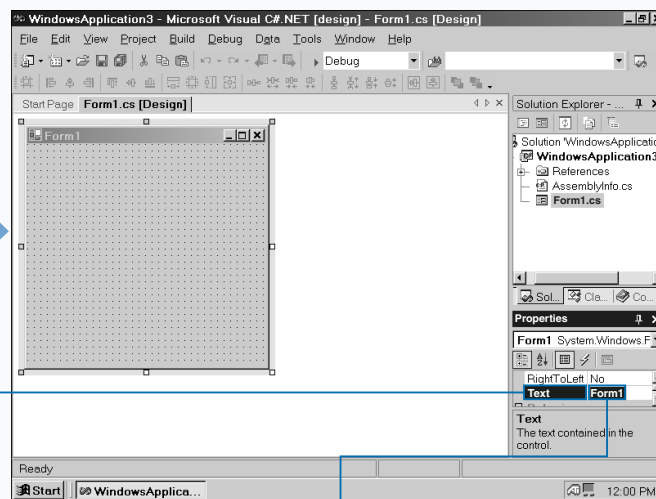 WindowsApplication3 - Microsoft Visual C#.NET [design] - Form1.cs [Design]
File Edit View Project Build Debug Data Tools Window Help
Debug
Start Page Form1.cs [Design]
Form1
Solution Explorer - ...
Solution 'WindowsApplicatio
WindowsApplication3
References
AssemblyInfo.cs
Form1.cs
Sol... Cla... Co...
Properties
Form1 System.Windows.F
RightToLeft No
Text Form1
Text
The text contained in the
control.
Ready
Start WindowsApplica... 12:00 PM